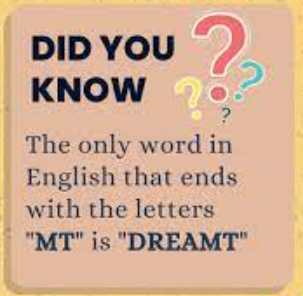 DID YOU
KNOW
???
?
The only word in
English that ends
with the letters
"MT" is "DREAMT"